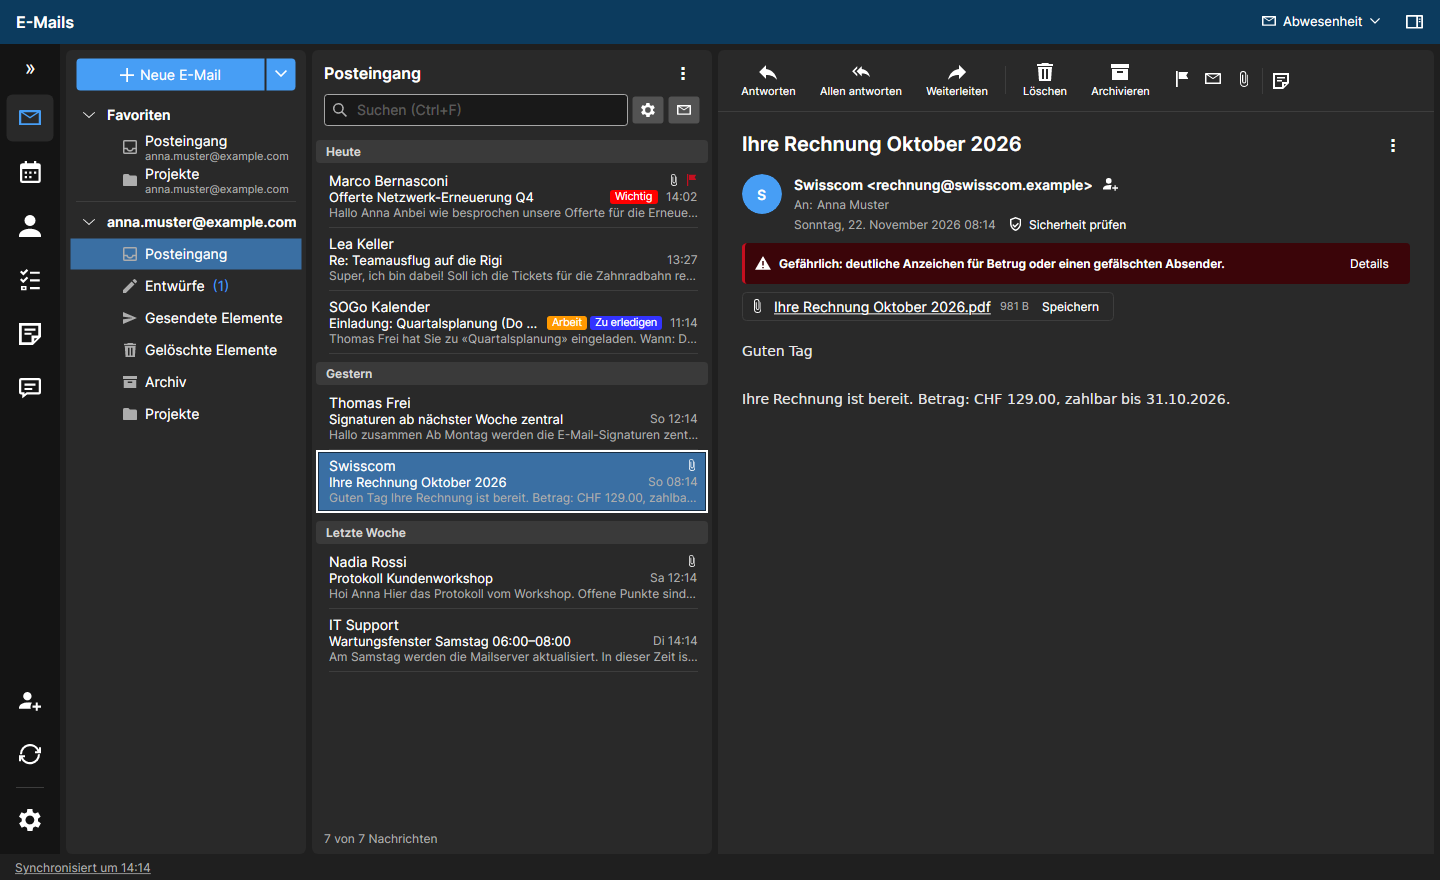 E-Mails
Abwesenheit
Neue E-Mail
Favoriten
Posteingang
anna.muster@example.com
Projekte
anna.muster@example.com
anna.muster@example.com
Posteingang
Entwürfe (1)
Gesendete Elemente
Gelöschte Elemente
Archiv
Projekte
Synchronisiert um 14:14
Posteingang
Suchen (Ctrl+F)
Heute
Marco Bernasconi
Offerte Netzwerk-Erneuerung Q4 Wichtig 14:02
Hallo Anna Anbei wie besprochen unsere Offerte für die Erneue...
Lea Keller
Re: Teamausflug auf die Rigi 13:27
Super, ich bin dabei! Soll ich die Tickets für die Zahnradbahn re...
SOGo Kalender
Einladung: Quartalsplanung (Do ... Arbeit Zu erledigen 11:14
Thomas Frei hat Sie zu «Quartalsplanung» eingeladen. Wann: D...
Gestern
Thomas Frei
Signaturen ab nächster Woche zentral So 12:14
Hallo zusammen Ab Montag werden die E-Mail-Signaturen zent...
Swisscom
Ihre Rechnung Oktober 2026 So 08:14
Guten Tag Ihre Rechnung ist bereit. Betrag: CHF 129.00, zahlba...
Letzte Woche
Nadia Rossi
Protokoll Kundenworkshop Sa 12:14
Hoi Anna Hier das Protokoll vom Workshop. Offene Punkte sind...
IT Support
Wartungsfenster Samstag 06:00–08:00 Di 14:14
Am Samstag werden die Mailserver aktualisiert. In dieser Zeit is...
7 von 7 Nachrichten
Antworten Allen antworten Weiterleiten Löschen Archivieren
Ihre Rechnung Oktober 2026
S
Swisscom <rechnung@swisscom.example>
An: Anna Muster
Sonntag, 22. November 2026 08:14 Sicherheit prüfen
Gefährlich: deutliche Anzeichen für Betrug oder einen gefälschten Absender. Details
Ihre Rechnung Oktober 2026.pdf 981 B Speichern
Guten Tag
Ihre Rechnung ist bereit. Betrag: CHF 129.00, zahlbar bis 31.10.2026.